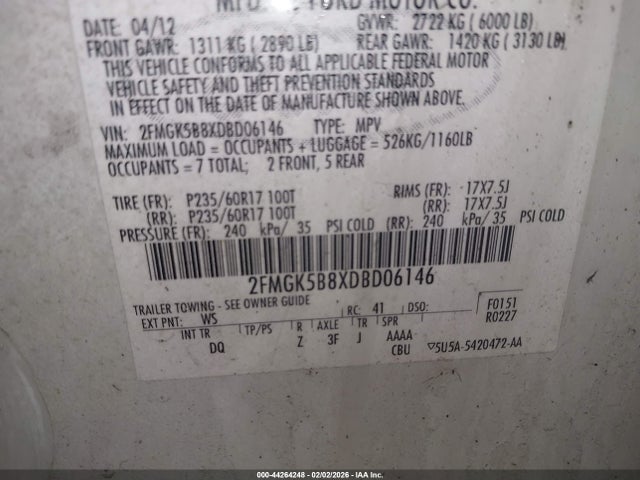 FORD MOTOR CO.
DATE: 04/12 GVWR: 2722 KG ( 6000 LB)
FRONT GAWR: 1311 KG ( 2890 LB) REAR GAWR: 1420 KG ( 3130 LB)
THIS VEHICLE CONFORMS TO ALL APPLICABLE FEDERAL MOTOR
VEHICLE SAFETY AND THEFT PREVENTION STANDARDS
IN EFFECT ON THE DATE OF MANUFACTURE SHOWN ABOVE.
VIN: 2FMGK5B8XDBD06146 TYPE: MPV
MAXIMUM LOAD = OCCUPANTS + LUGGAGE = 526KG/1160LB
OCCUPANTS = 7 TOTAL; 2 FRONT, 5 REAR
TIRE (FR): P235/60R17 100T RIMS (FR): 17X7.5J
(RR): P235/60R17 100T (RR): 17X7.5J
PRESSURE (FR): 240 kPa/ 35 PSI COLD (RR): 240 kPa/ 35 PSI COLD
2FMGK5B8XDBD06146
TRAILER TOWING - SEE OWNER GUIDE
EXT PNT: WS RC: 41 DSO: F0151
R0227
INT TR TP/PS R AXLE TR SPR
DQ Z 3F J AAAA
CBU ▽5U5A-5420472-AA
000-44264248 - 02/02/2026 - IAA Inc.